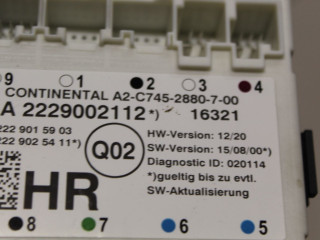 9 1 2 3 4
CONTINENTAL A2-C745-2880-7-00
A 2229002112*) 16321
222 901 59 03
222 902 54 11*)
Q02
HW-Version: 12/20
SW-Version: 15/08/00*)
Diagnostic ID: 020114
*)gueltig bis zu evtl.
SW-Aktualisierung
HR
8 7 6 5